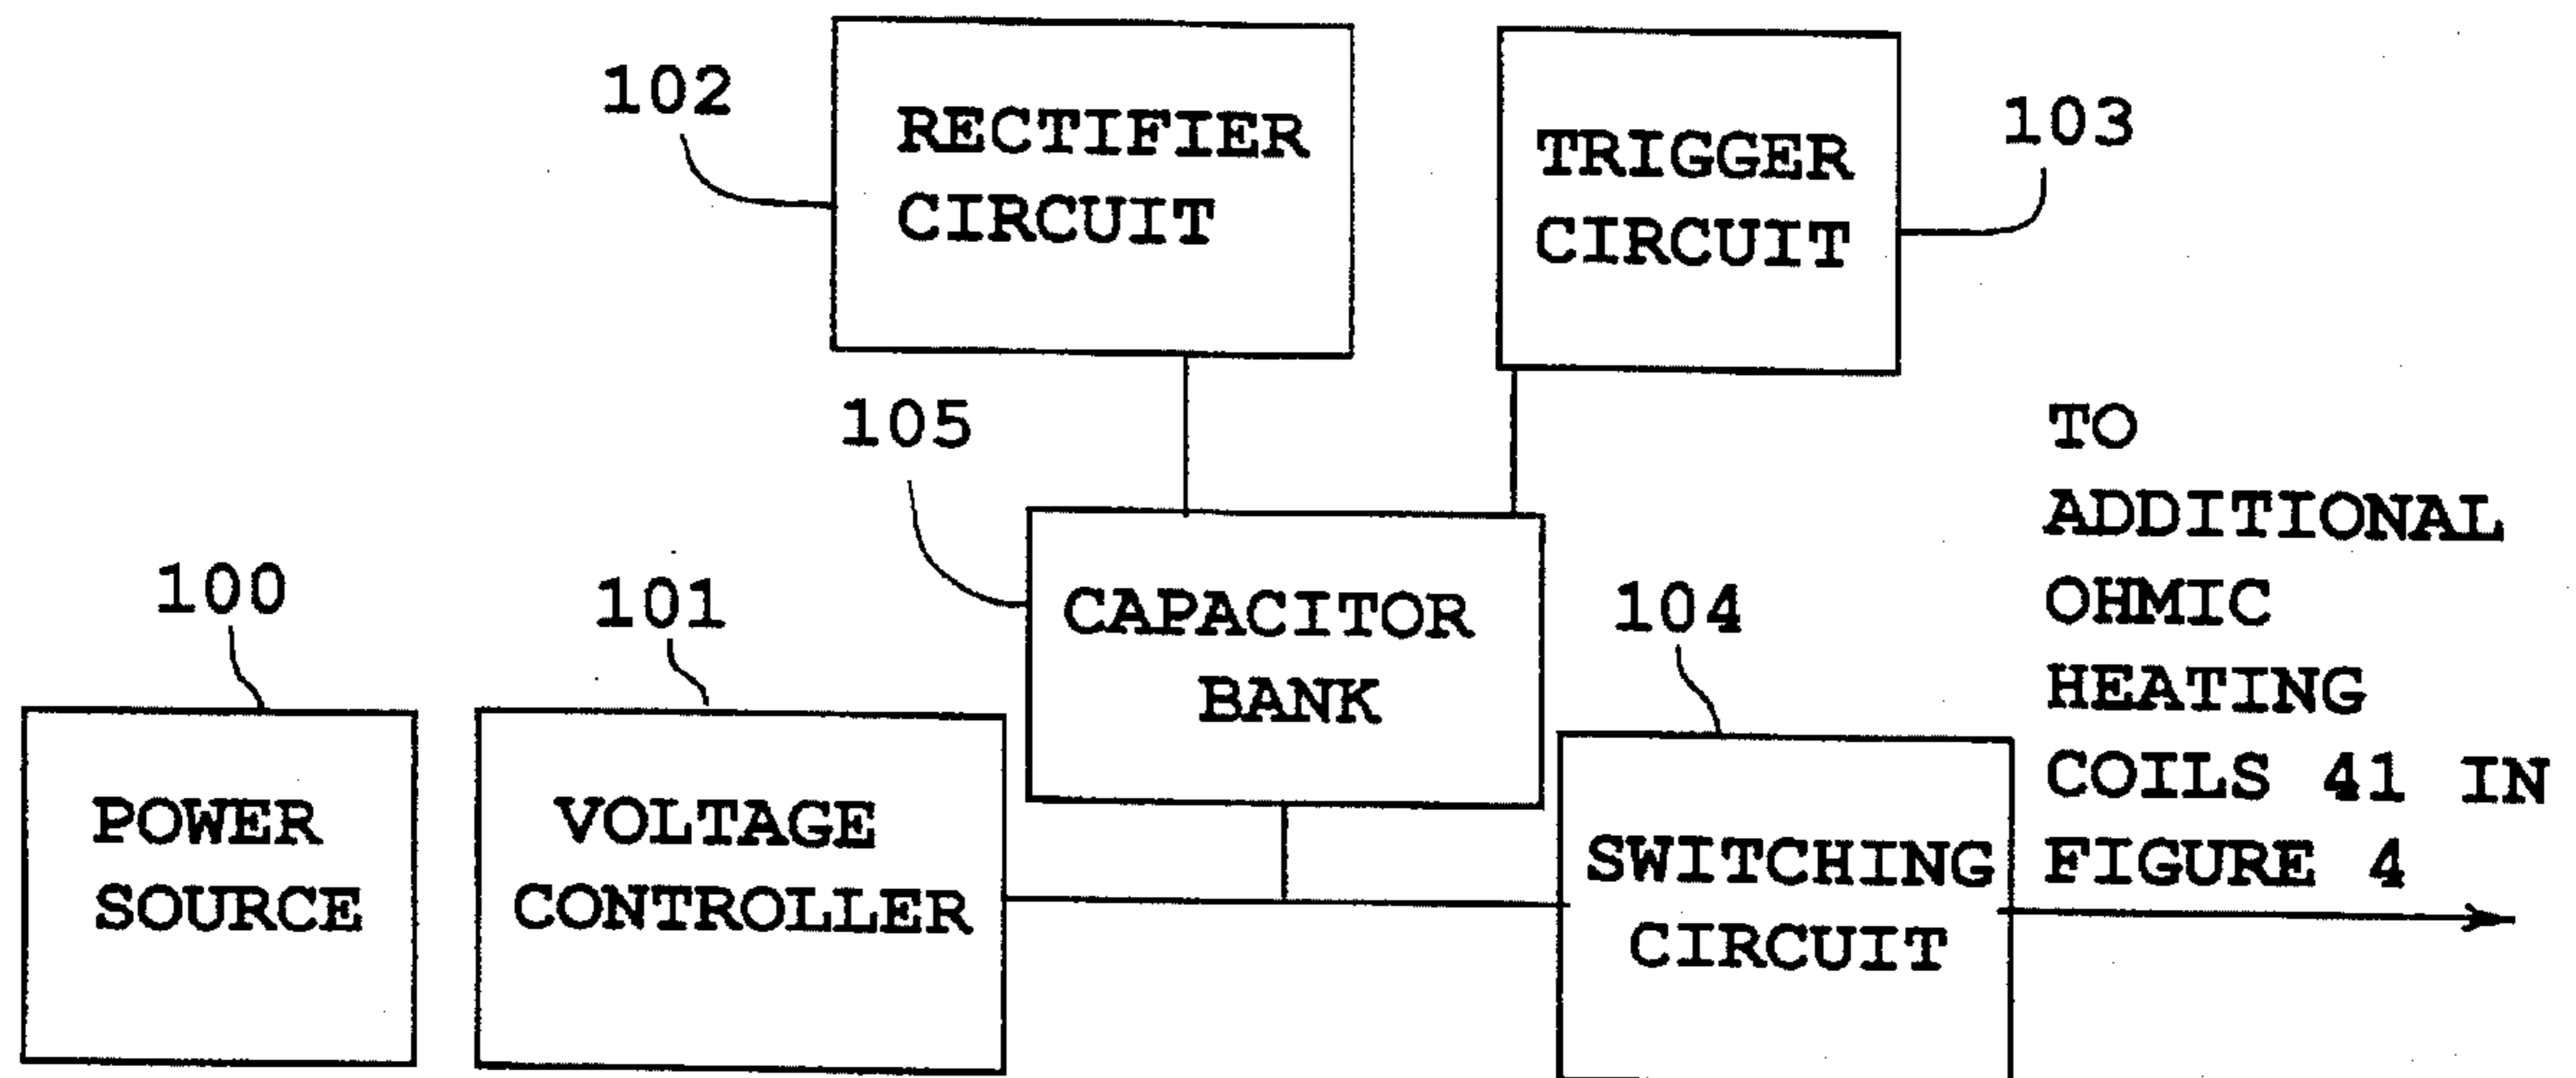 102
RECTIFIER
CIRCUIT
TRIGGER
CIRCUIT
103
105
CAPACITOR
BANK
100
POWER
SOURCE
101
VOLTAGE
CONTROLLER
104
SWITCHING
CIRCUIT
TO
ADDITIONAL
OHMIC
HEATING
COILS 41 IN
FIGURE 4